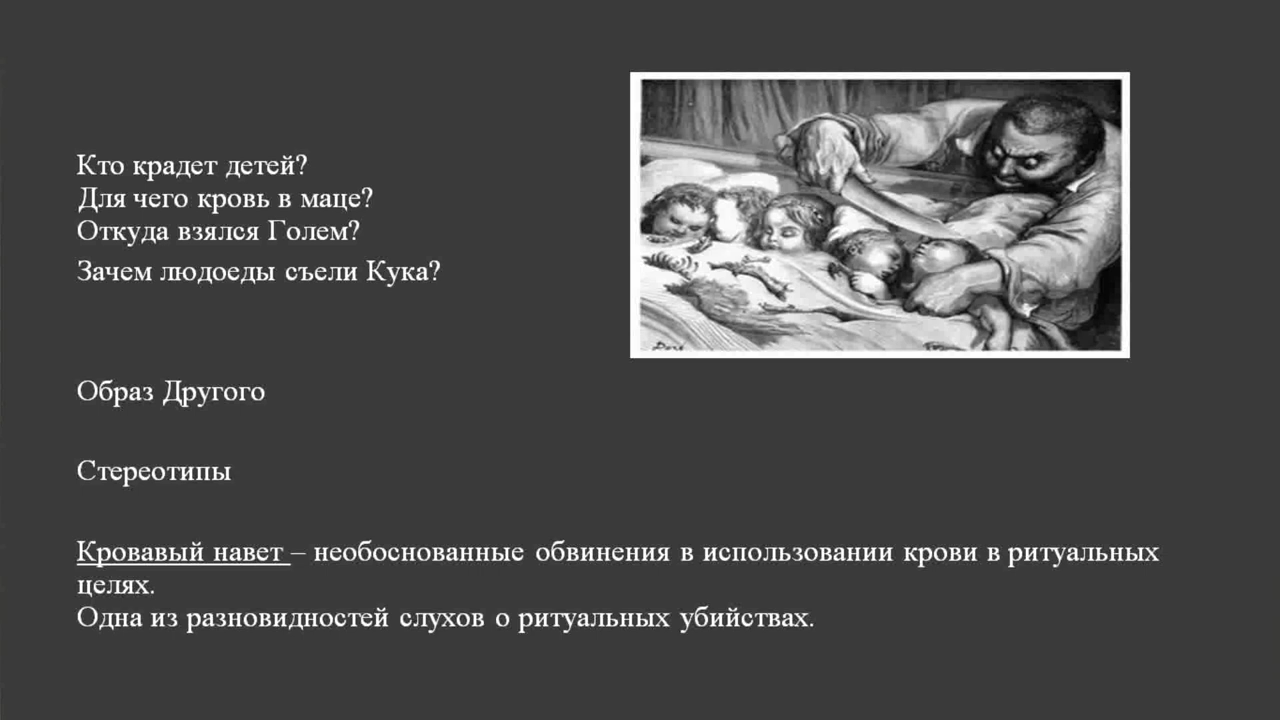 Кто крадет детей?
Для чего кровь в маце?
Откуда взялся Голем?
Зачем людоеды съели Кука?
Образ Другого
Стереотипы
Кровавый навет – необоснованные обвинения в использовании крови в ритуальных
целях.
Одна из разновидностей слухов о ритуальных убийствах.